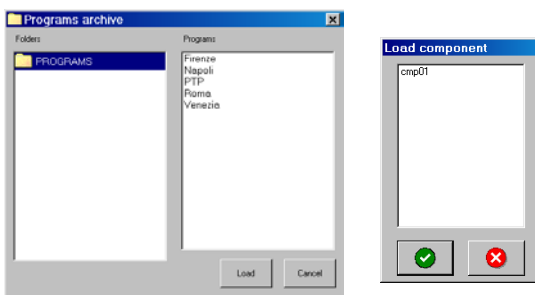 Programs archive
Folders
Programs
PROGRAMS
Firenze
Napoli
PTP
Roma
Venezia
Load
Cancel
Load component
cmp01